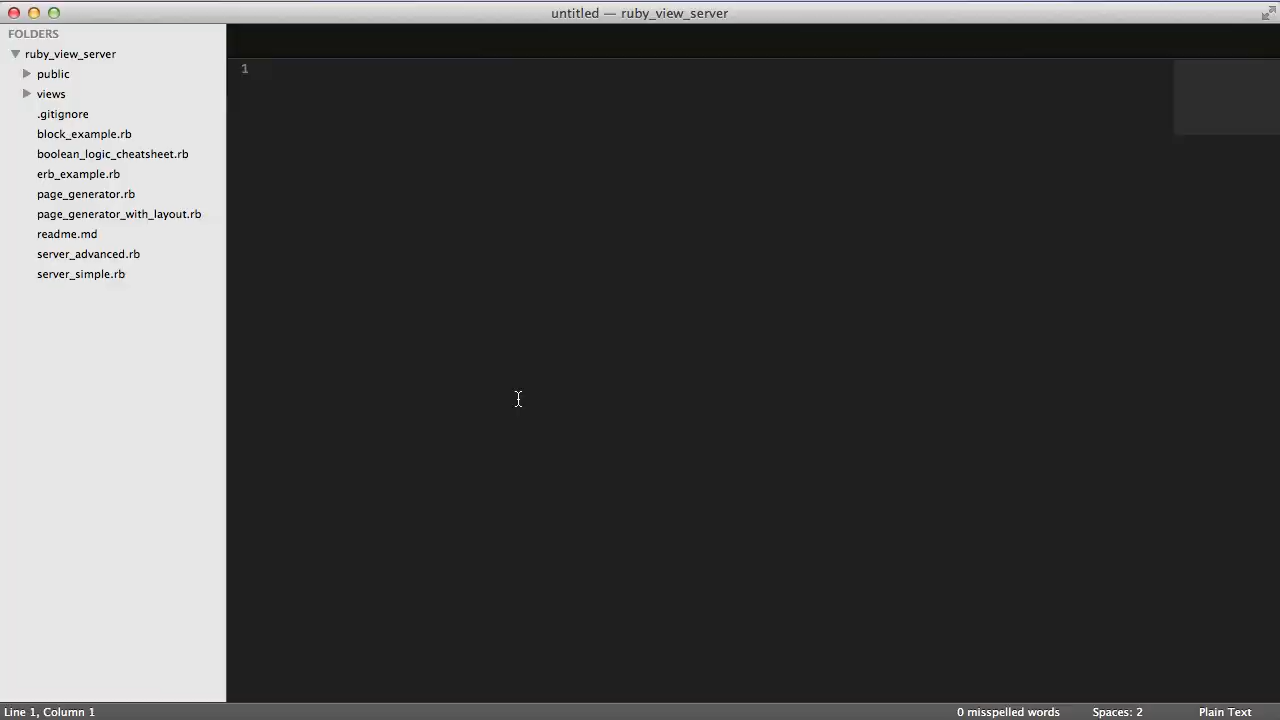 untitled — ruby_view_server
FOLDERS
ruby_view_server
public
views
.gitignore
block_example.rb
boolean_logic_cheatsheet.rb
erb_example.rb
page_generator.rb
page_generator_with_layout.rb
readme.md
server_advanced.rb
server_simple.rb
1
Line 1, Column 1
0 misspelled words
Spaces: 2
Plain Text